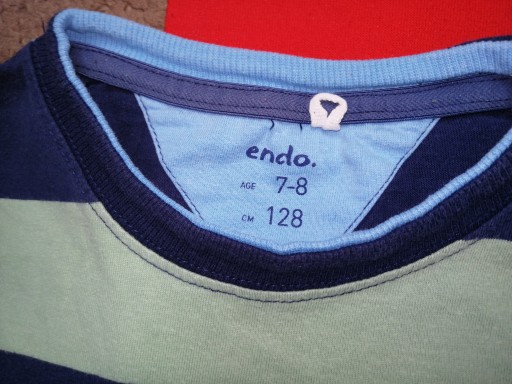 endo.
AGE 7-8
CM 128